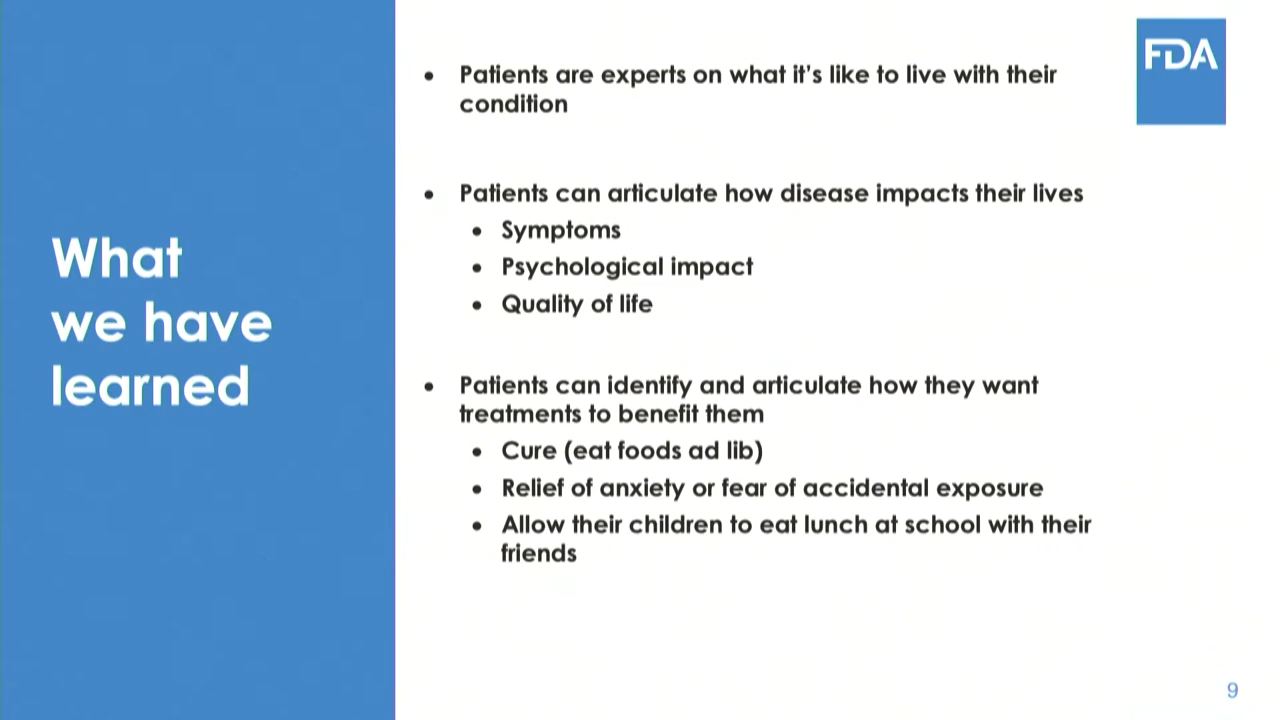 What
we have
learned
• Patients are experts on what it's like to live with their
condition
• Patients can articulate how disease impacts their lives
• Symptoms
• Psychological impact
• Quality of life
• Patients can identify and articulate how they want
treatments to benefit them
• Cure (eat foods ad lib)
• Relief of anxiety or fear of accidental exposure
• Allow their children to eat lunch at school with their
friends
FDA
9